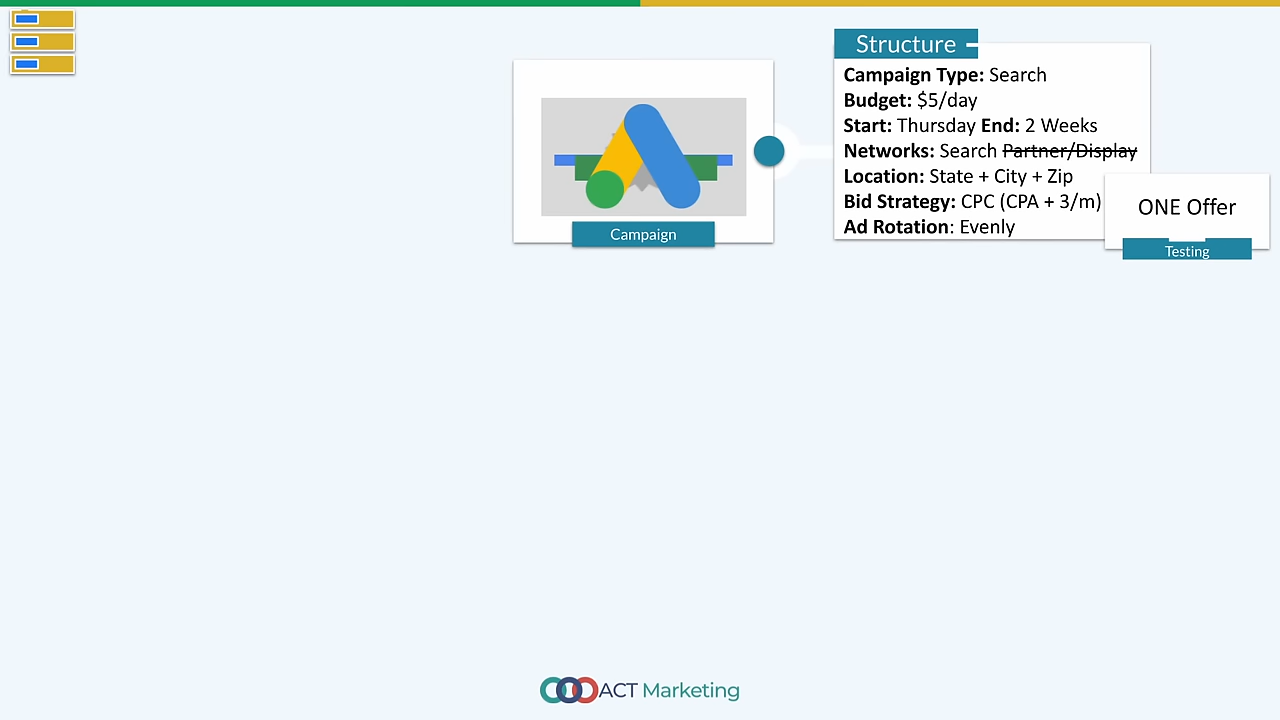 Structure
Campaign Type: Search
Budget: $5/day
Start: Thursday End: 2 Weeks
Networks: Search Partner/Display
Location: State + City + Zip
Bid Strategy: CPC (CPA + 3/m)
Ad Rotation: Evenly
Campaign
ONE Offer
Testing
ACT Marketing